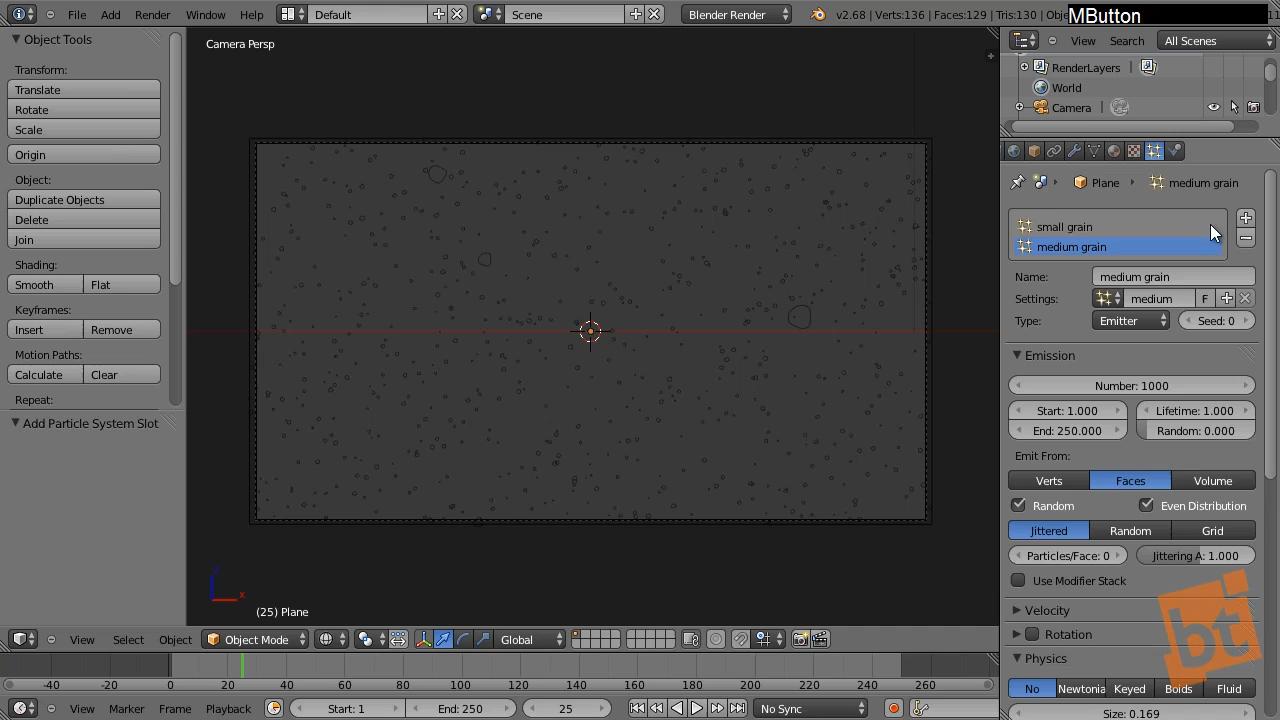 File Add Render Window Help Default Scene Blender Render v2.68 | Verts:136 | Faces:129 | Tris:130 | Obj
MButton
Object Tools
Transform:
Translate
Rotate
Scale
Origin
Object:
Duplicate Objects
Delete
Join
Shading:
Smooth Flat
Keyframes:
Insert Remove
Motion Paths:
Calculate Clear
Repeat:
Add Particle System Slot
Camera Persp
(25) Plane
View Search All Scenes
RenderLayers
World
Camera
Plane medium grain
small grain
medium grain
Name: medium grain
Settings: medium F
Type: Emitter Seed: 0
Emission
Number: 1000
Start: 1.000 Lifetime: 1.000
End: 250.000 Random: 0.000
Emit From:
Verts Faces Volume
Random Even Distribution
Jittered Random Grid
Particles/Face: 0 Jittering A: 1.000
Use Modifier Stack
Velocity
Rotation
Physics
No Newtonia Keyed Boids Fluid
Size: 0.169
bt
View Select Object Object Mode Global
-40 -20 0 20 40 60 80 100 120 140 160 180 200 220 240 260
View Marker Frame Playback Start: 1 End: 250 25 No Sync